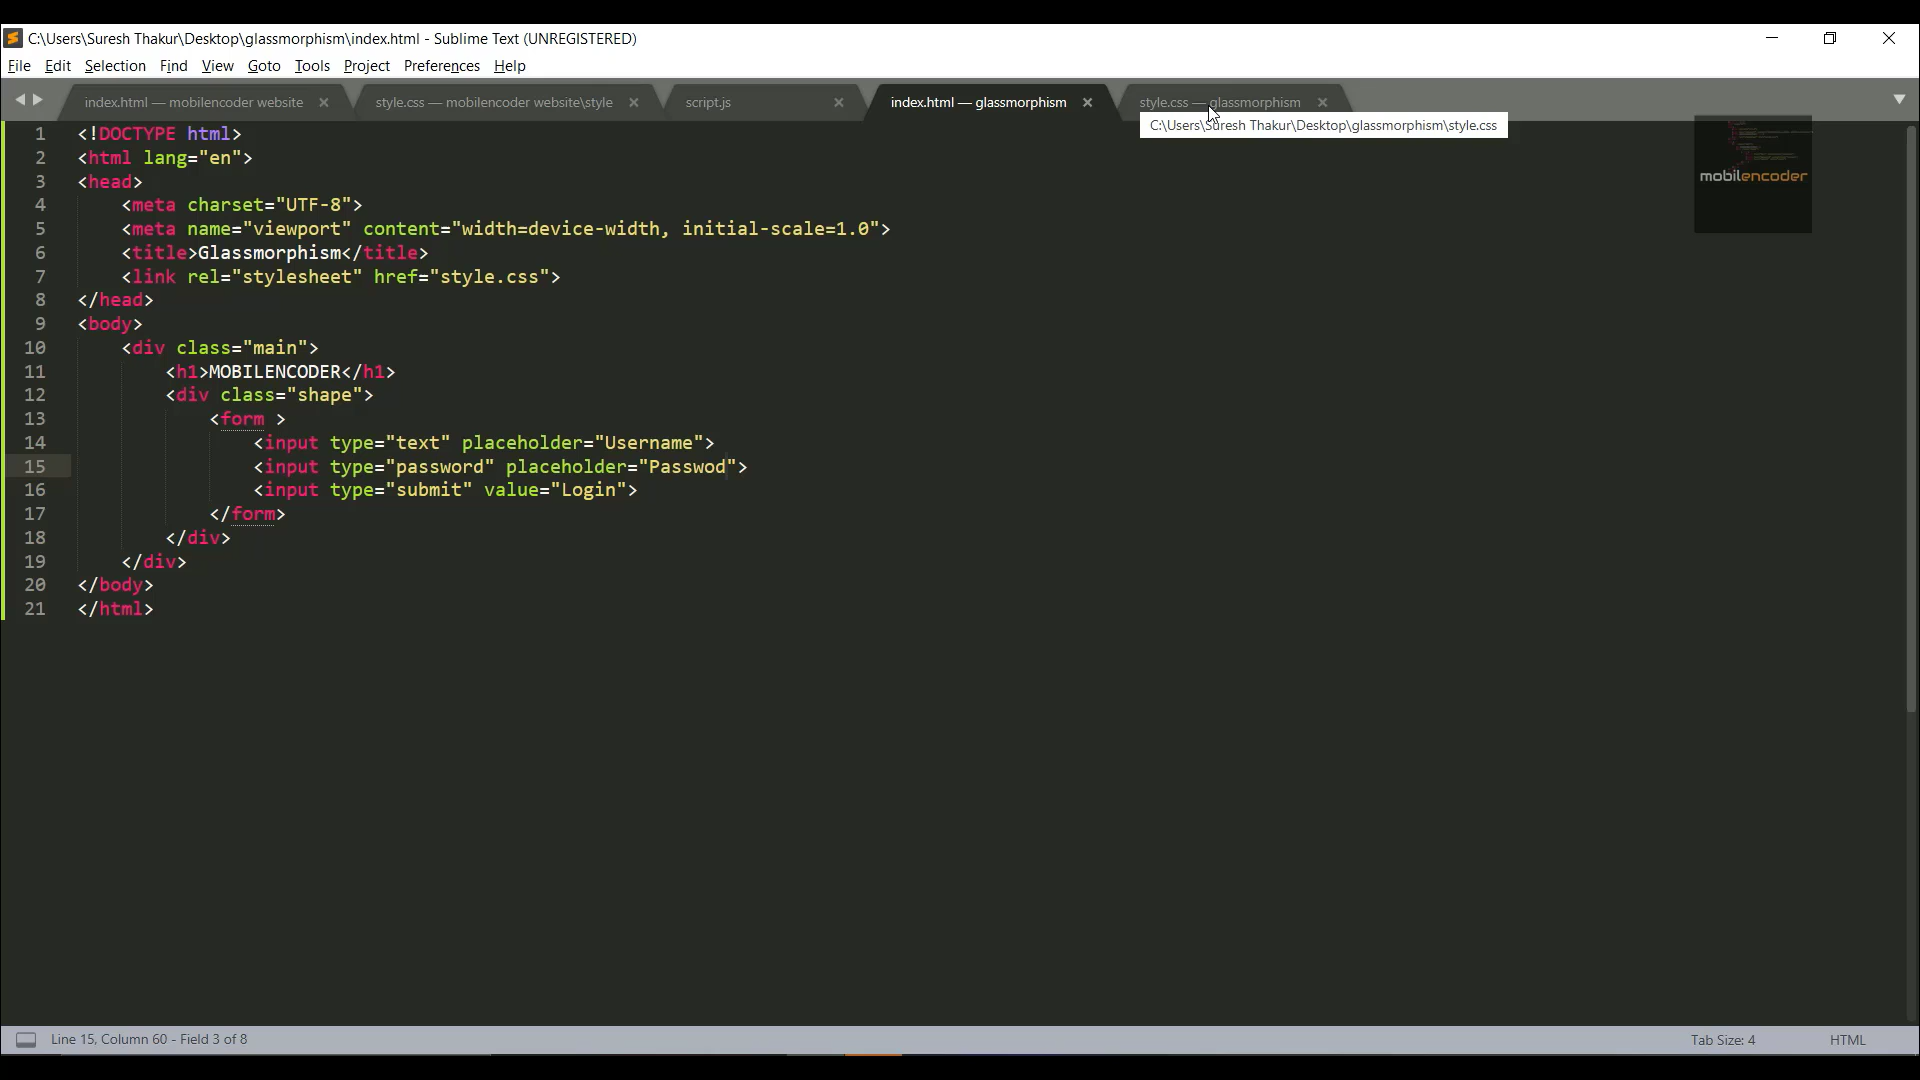 C:\Users\Suresh Thakur\Desktop\glassmorphism\index.html - Sublime Text (UNREGISTERED)
File Edit Selection Find View Goto Tools Project Preferences Help
index.html — mobilencoder website style.css — mobilencoder website\style script.js index.html — glassmorphism style.css — glassmorphism
C:\Users\Suresh Thakur\Desktop\glassmorphism\style.css
1 <!DOCTYPE html>
2 <html lang="en">
3 <head>
4 <meta charset="UTF-8">
5 <meta name="viewport" content="width=device-width, initial-scale=1.0">
6 <title>Glassmorphism</title>
7 <link rel="stylesheet" href="style.css">
8 </head>
9 <body>
10 <div class="main">
11 <h1>MOBILENCODER</h1>
12 <div class="shape">
13 <form >
14 <input type="text" placeholder="Username">
15 <input type="password" placeholder="Passwod">
16 <input type="submit" value="Login">
17 </form>
18 </div>
19 </div>
20 </body>
21 </html>
mobilencoder
Line 15, Column 60 - Field 3 of 8
Tab Size: 4 HTML